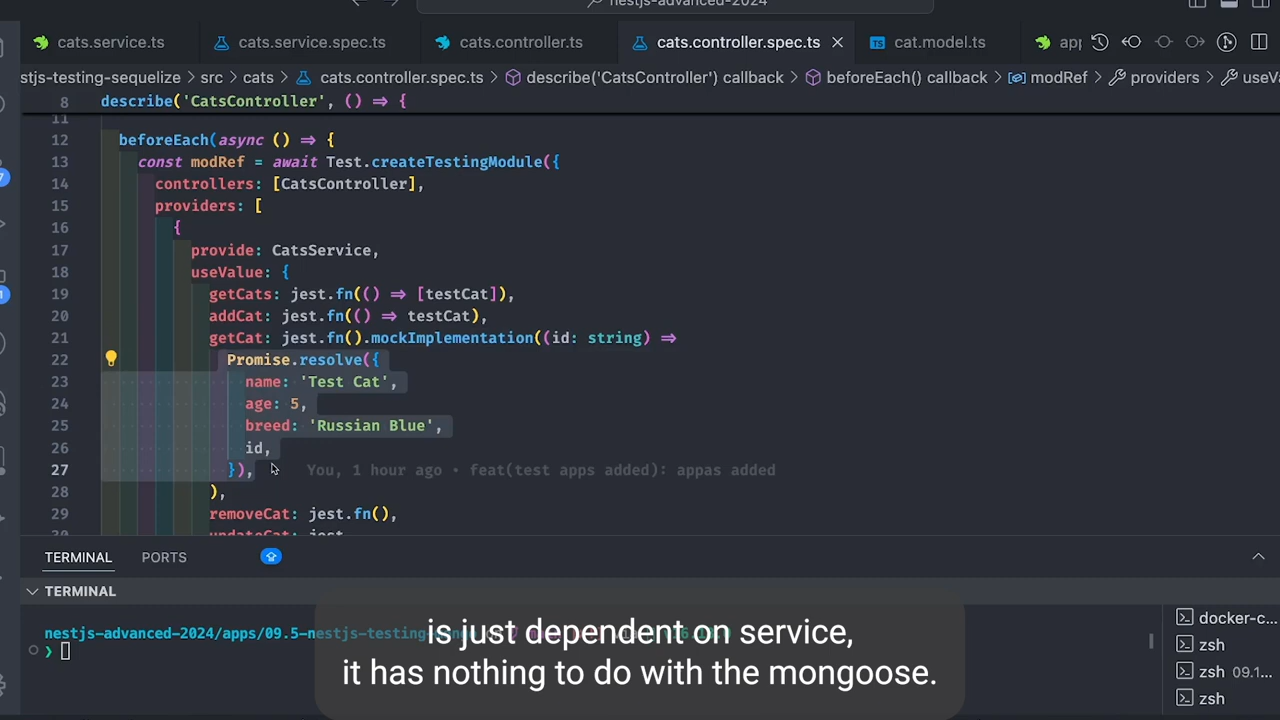 nestjs-advanced-2024
cats.service.ts cats.service.spec.ts cats.controller.ts cats.controller.spec.ts cat.model.ts app
stjs-testing-sequelize > src > cats > cats.controller.spec.ts > describe('CatsController') callback > beforeEach() callback > modRef > providers > useVa
8 describe('CatsController', () => {
11
12 beforeEach(async () => {
13 const modRef = await Test.createTestingModule({
14 controllers: [CatsController],
15 providers: [
16 {
17 provide: CatsService,
18 useValue: {
19 getCats: jest.fn(() => [testCat]),
20 addCat: jest.fn(() => testCat),
21 getCat: jest.fn().mockImplementation((id: string) =>
22 Promise.resolve({
23 name: 'Test Cat',
24 age: 5,
25 breed: 'Russian Blue',
26 id,
27 }), You, 1 hour ago • feat(test apps added): appas added
28 ),
29 removeCat: jest.fn(),
30 updateCat: jest
TERMINAL PORTS
TERMINAL
nestjs-advanced-2024/apps/09.5-nestjs-testing
❯
docker-c...
zsh
zsh 09.1...
zsh
is just dependent on service,
it has nothing to do with the mongoose.